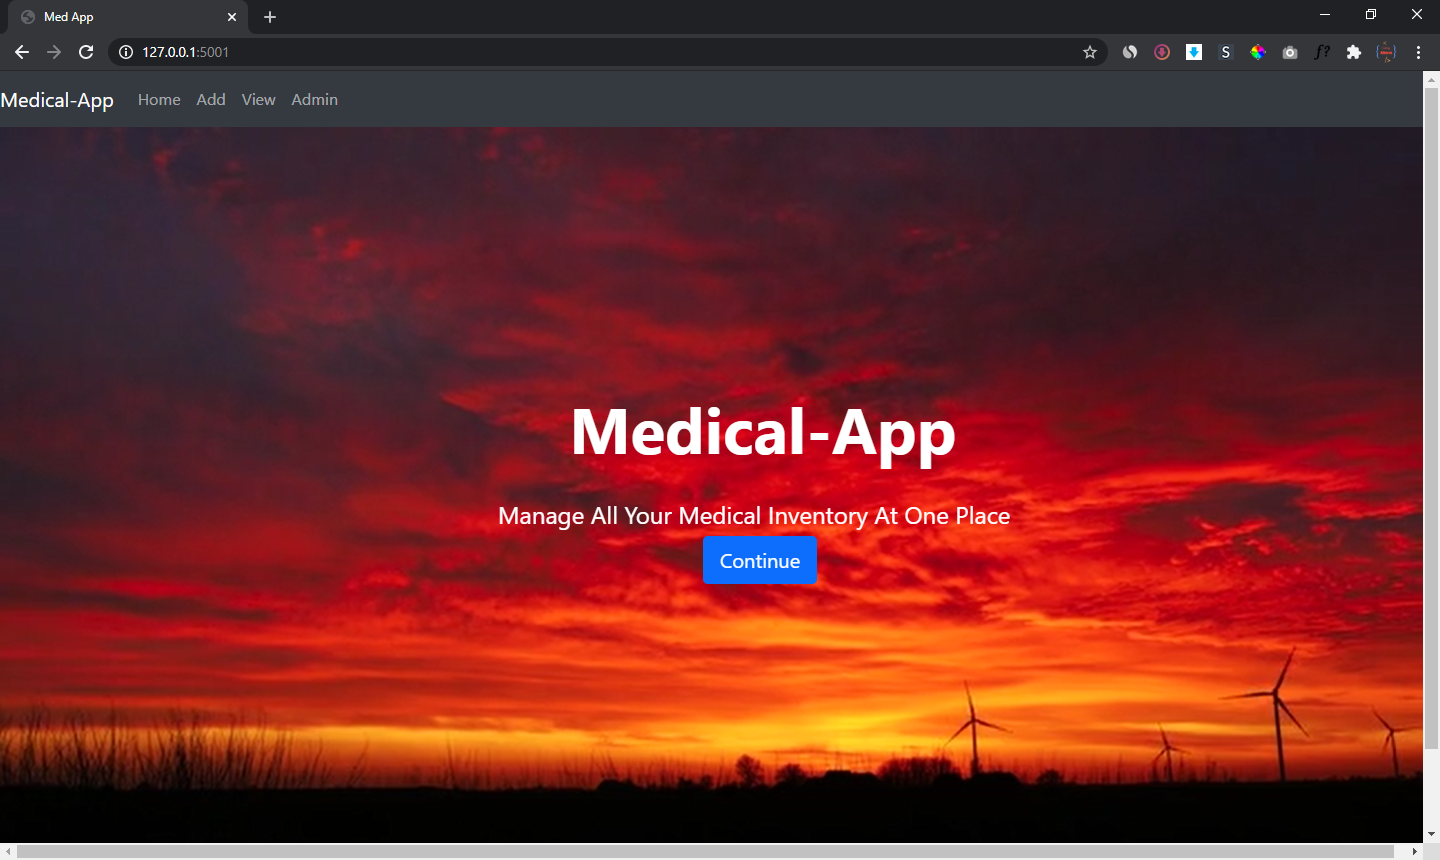 Med App
127.0.0.1:5001
S
f?
Medical-App Home Add View Admin
Medical-App
Manage All Your Medical Inventory At One Place
Continue